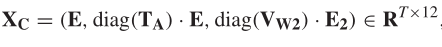 X_C = (E, diag(T_A) · E, diag(V_W2) · E_2) ∈ R^{T×12},